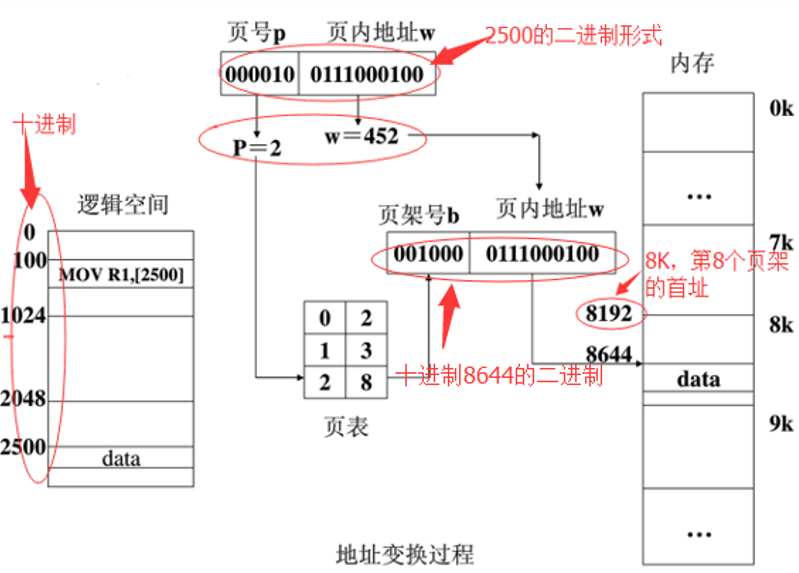 页号p 页内地址w
2500的二进制形式
000010 0111000100
内存
0k
十进制
P=2
w=452
逻辑空间
0
100
MOV R1,[2500]
1024
2048
2500
data
页架号b 页内地址w
001000 0111000100
...
7k
8K，第8个页架
的首址
8192
8k
8644
data
9k
...
0 2
1 3
2 8
页表
十进制8644的二进制
地址变换过程